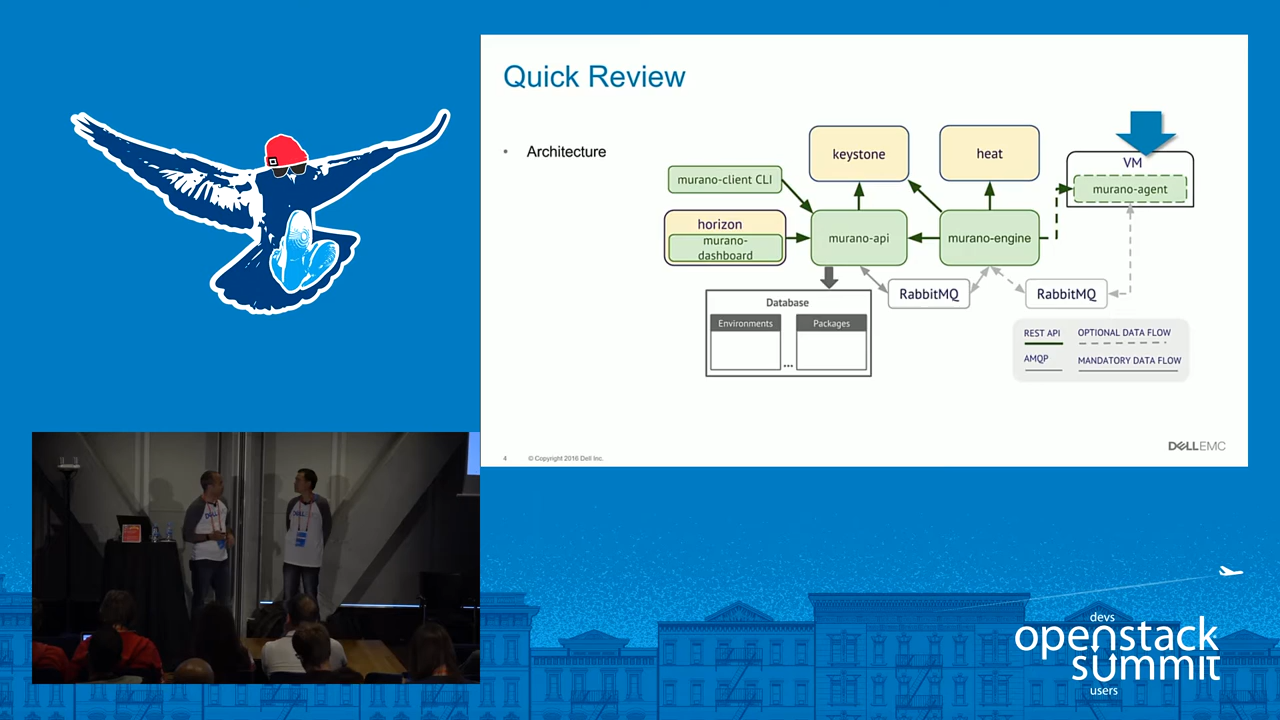 Quick Review
• Architecture
keystone
heat
VM
murano-agent
murano-client CLI
horizon
murano-
dashboard
murano-api
murano-engine
RabbitMQ
RabbitMQ
Database
Environments
Packages
...
REST API
OPTIONAL DATA FLOW
AMQP
MANDATORY DATA FLOW
4
© Copyright 2016 Dell Inc.
DELLEMC
devs
openstack
summit
users